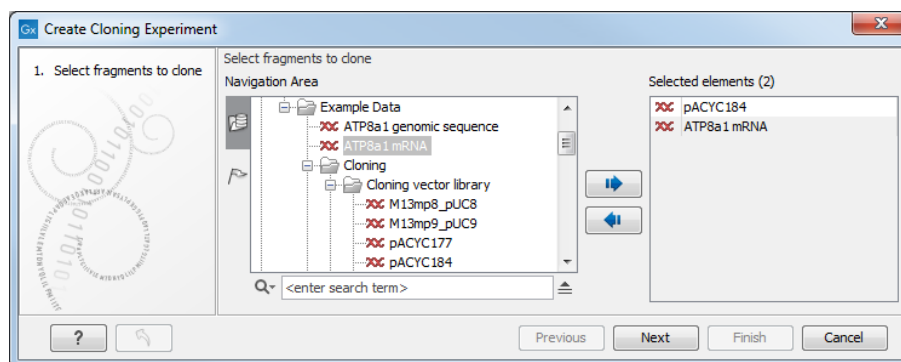 Gx Create Cloning Experiment
X
1. Select fragments to clone
Select fragments to clone
Navigation Area
Example Data
ATP8a1 genomic sequence
ATP8a1 mRNA
Cloning
Cloning vector library
M13mp8_pUC8
M13mp9_pUC9
pACYC177
pACYC184
<enter search term>
Selected elements (2)
pACYC184
ATP8a1 mRNA
?
Previous
Next
Finish
Cancel